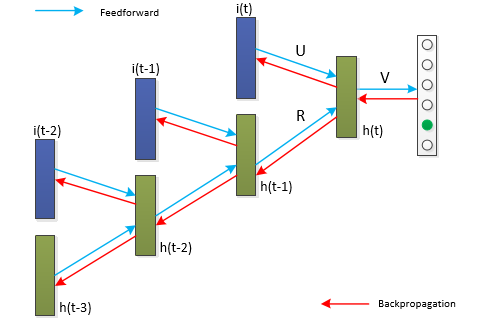 Feedforward
i(t)
U
i(t-1)
V
R
h(t)
i(t-2)
h(t-1)
h(t-2)
h(t-3)
Backpropagation